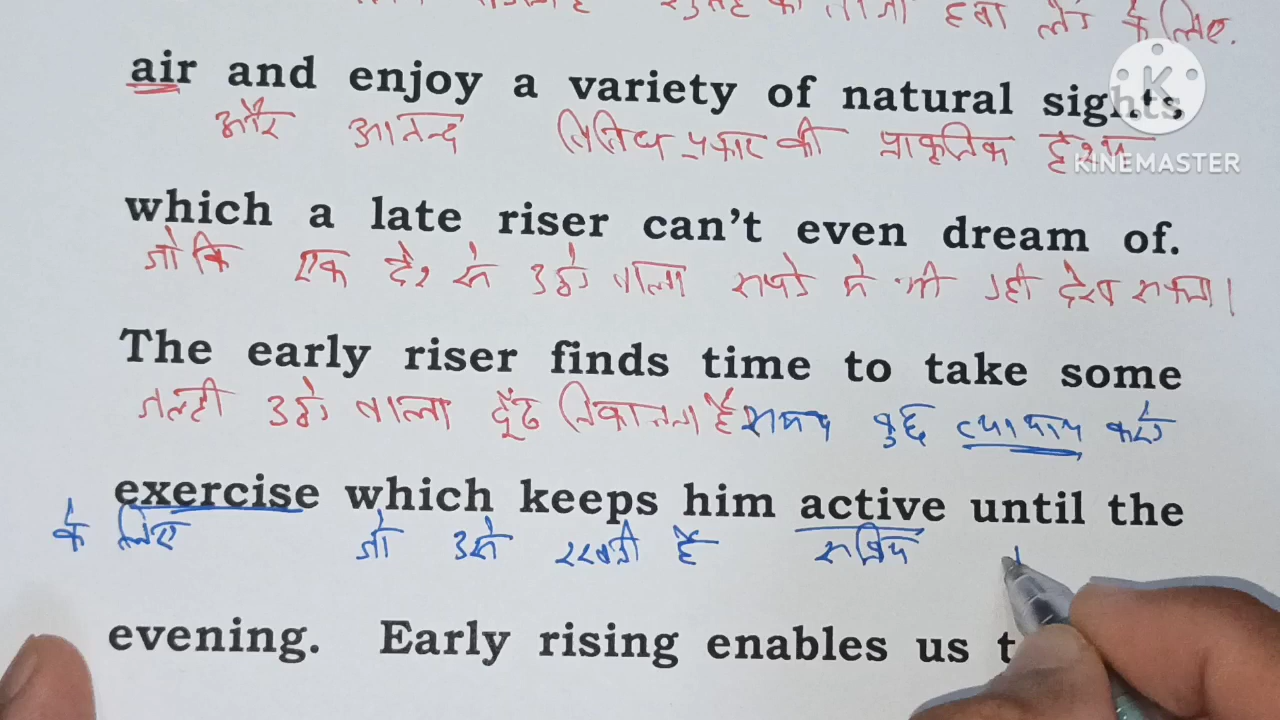 की ताजी हवा लेने के लिए.
air and enjoy a variety of natural sights
और आनन्द विभिन्न प्रकार की प्राकृतिक दृश्य
KINEMASTER
which a late riser can't even dream of.
जो कि एक देर से उठने वाला सपने में भी नहीं देख सकता।
The early riser finds time to take some
जल्दी उठने वाला ढूँढ निकालता है समय कुछ व्यायाम करने
exercise which keeps him active until the
के लिए जो उसे रखती है सक्रिय
evening. Early rising enables us t